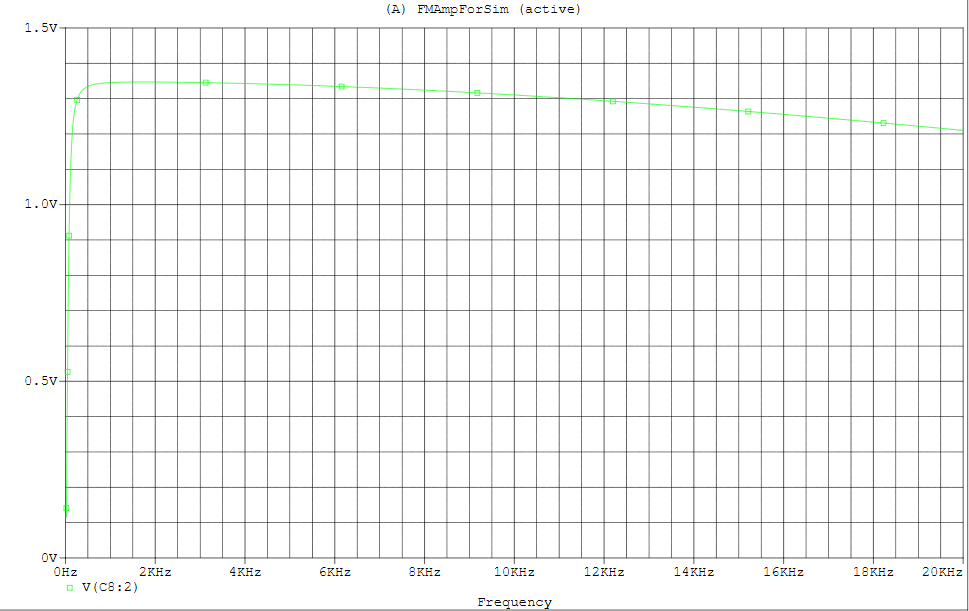 (A) FMAmpForSim (active)
1.5V
1.0V
0.5V
0V
0Hz 2KHz 4KHz 6KHz 8KHz 10KHz 12KHz 14KHz 16KHz 18KHz 20KHz
V(C8:2)
Frequency